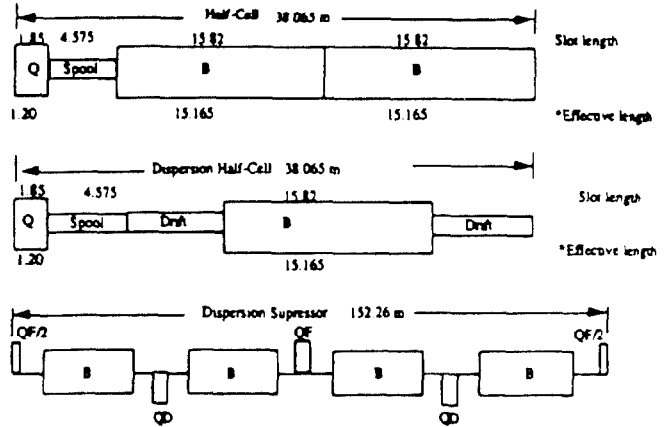 Half-Cell 38.065 m
1.85 4.575 15.82 15.82 Slot length
Q Spool B B
1.20 15.165 15.165 *Effective length
Dispersion Half-Cell 38.065 m
1.85 4.575 15.82 Slot length
Q Spool Drift B Drift
1.20 15.165 *Effective length
Dispersion Supressor 152.26 m
QF/2 QF QF/2
B B B B
QD QD